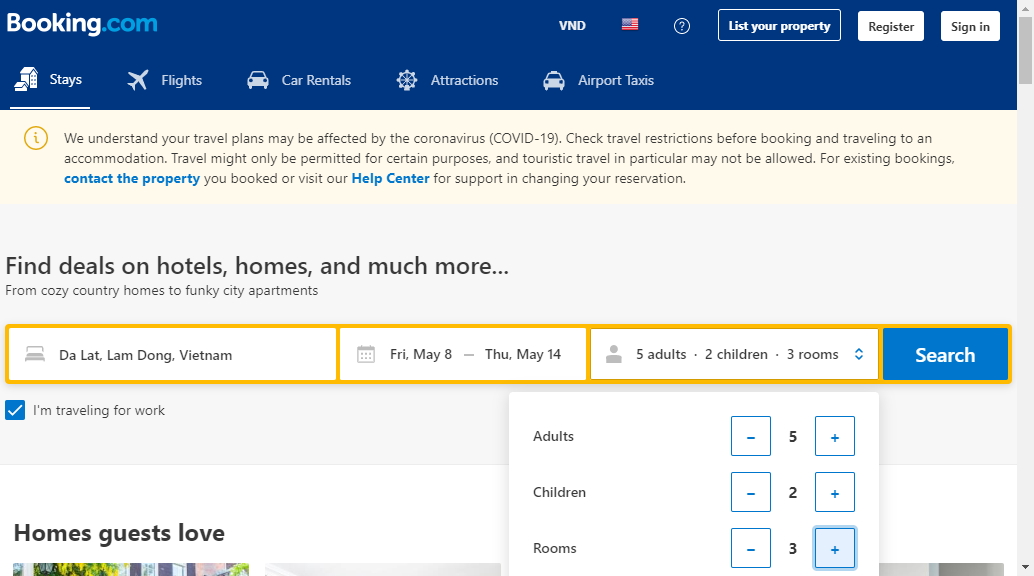 Booking.com
VND
List your property
Register
Sign in
Stays
Flights
Car Rentals
Attractions
Airport Taxis
We understand your travel plans may be affected by the coronavirus (COVID-19). Check travel restrictions before booking and traveling to an
accommodation. Travel might only be permitted for certain purposes, and touristic travel in particular may not be allowed. For existing bookings,
contact the property you booked or visit our Help Center for support in changing your reservation.
Find deals on hotels, homes, and much more...
From cozy country homes to funky city apartments
Da Lat, Lam Dong, Vietnam
Fri, May 8 — Thu, May 14
5 adults · 2 children · 3 rooms
Search
I'm traveling for work
Adults − 5 +
Children − 2 +
Rooms − 3 +
Homes guests love